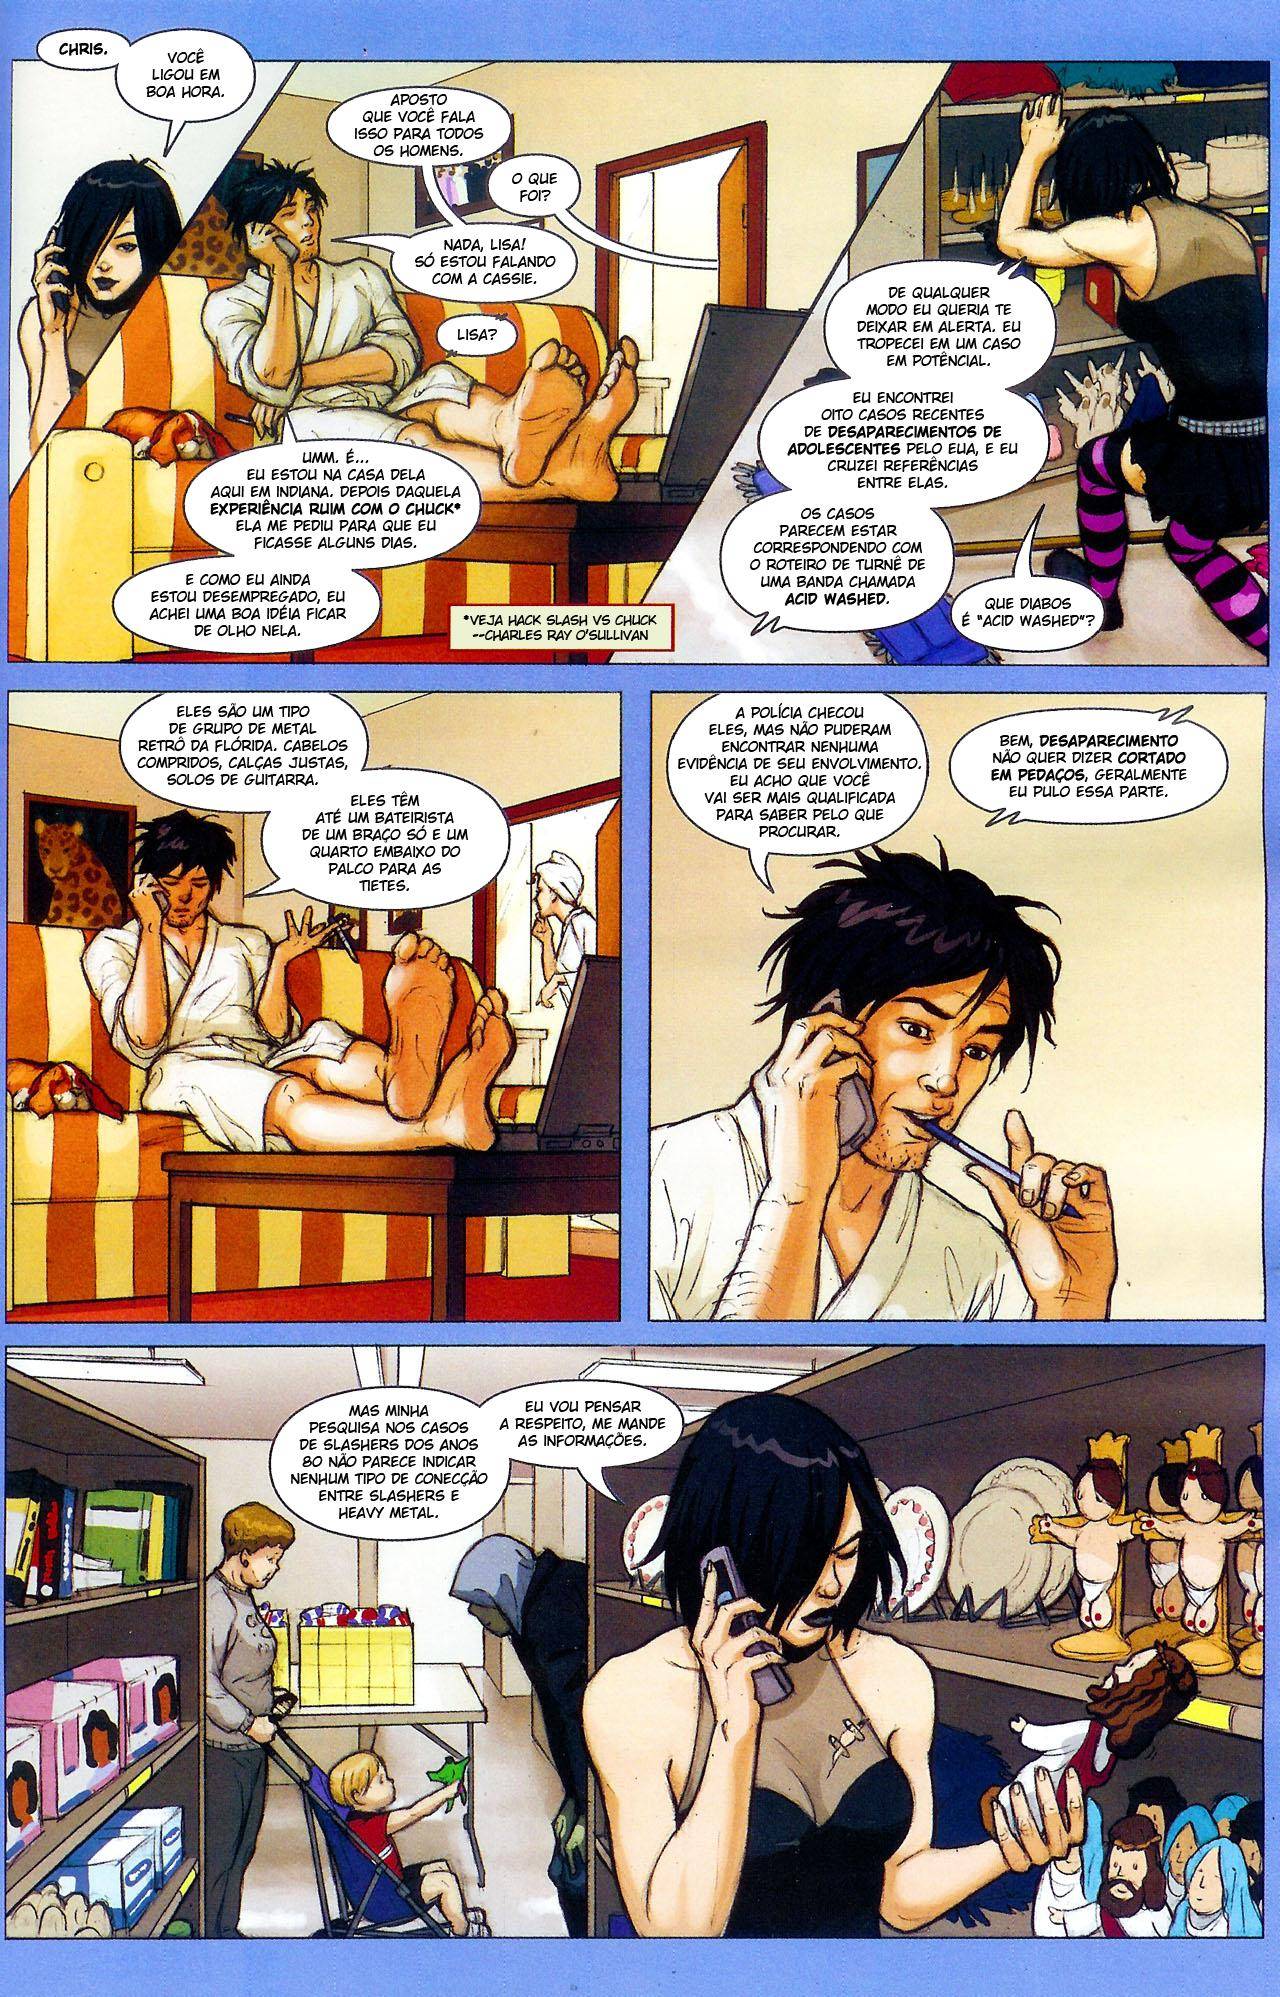 CHRIS.
VOCÊ
LIGOU EM
BOA HORA.
APOSTO
QUE VOCÊ FALA
ISSO PARA TODOS
OS HOMENS.
O QUE
FOI?
NADA, LISA!
SÓ ESTOU FALANDO
COM A CASSIE.
LISA?
UMM. É...
EU ESTOU NA CASA DELA
AQUI EM INDIANA. DEPOIS DAQUELA
EXPERIÊNCIA RUIM COM O CHUCK*
ELA ME PEDIU PARA QUE EU
FICASSE ALGUNS DIAS.
E COMO EU AINDA
ESTOU DESEMPREGADO, EU
ACHEI UMA BOA IDÉIA FICAR
DE OLHO NELA.
*VEJA HACK SLASH VS CHUCK
--CHARLES RAY O'SULLIVAN
DE QUALQUER
MODO EU QUERIA TE
DEIXAR EM ALERTA. EU
TROPECEI EM UM CASO
EM POTÊNCIAL.
EU ENCONTREI
OITO CASOS RECENTES
DE DESAPARECIMENTOS DE
ADOLESCENTES PELO EUA, E EU
CRUZEI REFERÊNCIAS
ENTRE ELAS.
OS CASOS
PARECEM ESTAR
CORRESPONDENDO COM
O ROTEIRO DE TURNÊ DE
UMA BANDA CHAMADA
ACID WASHED.
QUE DIABOS
É "ACID WASHED"?
ELES SÃO UM TIPO
DE GRUPO DE METAL
RETRÔ DA FLÓRIDA. CABELOS
COMPRIDOS, CALÇAS JUSTAS,
SOLOS DE GUITARRA.
ELES TÊM
ATÉ UM BATEIRISTA
DE UM BRAÇO SÓ E UM
QUARTO EMBAIXO DO
PALCO PARA AS
TIETES.
A POLÍCIA CHECOU
ELES, MAS NÃO PUDERAM
ENCONTRAR NENHUMA
EVIDÊNCIA DE SEU ENVOLVIMENTO.
EU ACHO QUE VOCÊ
VAI SER MAIS QUALIFICADA
PARA SABER PELO QUE
PROCURAR.
BEM, DESAPARECIMENTO
NÃO QUER DIZER CORTADO
EM PEDAÇOS, GERALMENTE
EU PULO ESSA PARTE.
MAS MINHA
PESQUISA NOS CASOS
DE SLASHERS DOS ANOS
80 NÃO PARECE INDICAR
NENHUM TIPO DE CONECÇÃO
ENTRE SLASHERS E
HEAVY METAL.
EU VOU PENSAR
A RESPEITO, ME MANDE
AS INFORMAÇÕES.